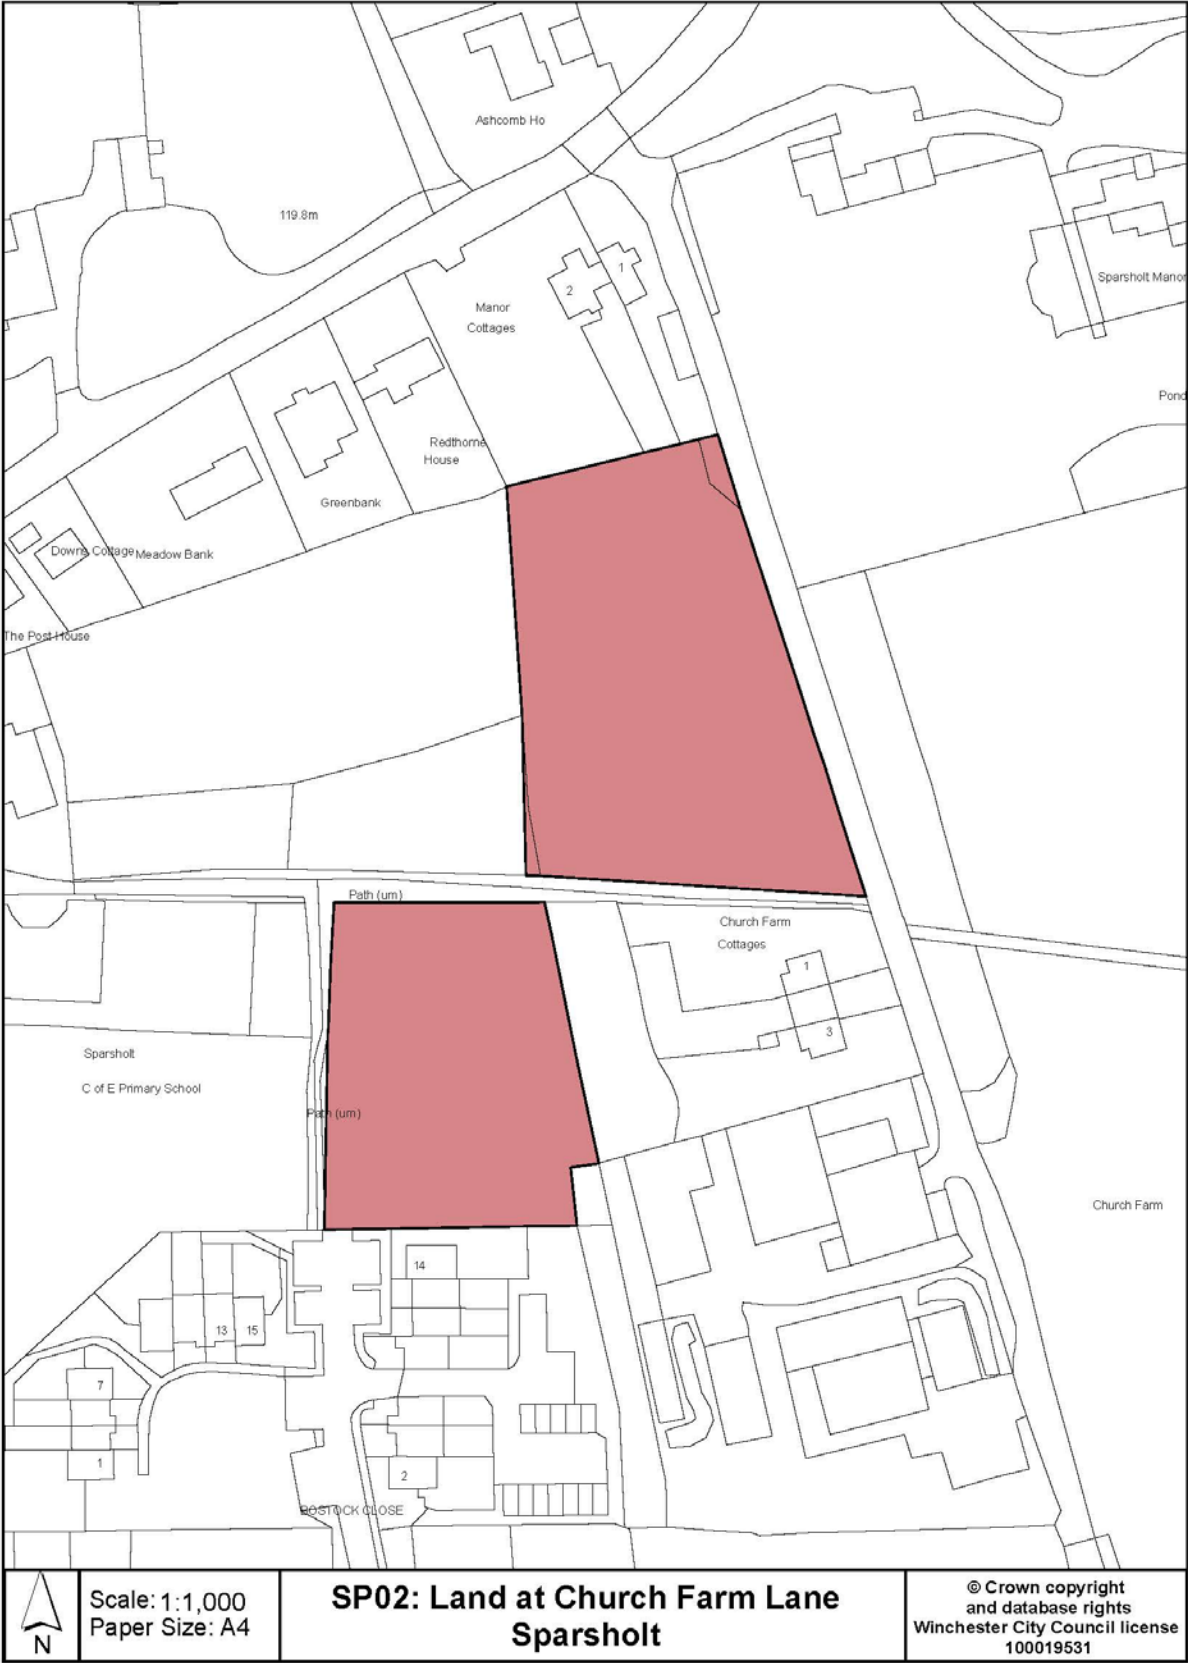 Ashcomb Ho
119.8m
Sparsholt Manor
1
2
Manor
Cottages
Pond
Redthorne
House
Greenbank
Downs Cottage
Meadow Bank
The Post House
Path (um)
Church Farm
Cottages
1
3
Sparsholt
C of E Primary School
Path (um)
Church Farm
14
13
15
7
1
2
BOSTOCK CLOSE
N
Scale: 1:1,000
Paper Size: A4
SP02: Land at Church Farm Lane
Sparsholt
© Crown copyright
and database rights
Winchester City Council license
100019531